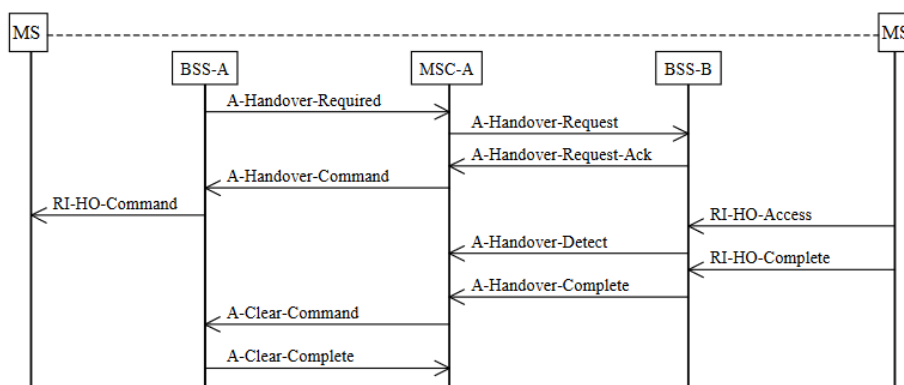 MS
MS
BSS-A
MSC-A
BSS-B
A-Handover-Required
A-Handover-Request
A-Handover-Request-Ack
A-Handover-Command
RI-HO-Command
RI-HO-Access
A-Handover-Detect
RI-HO-Complete
A-Handover-Complete
A-Clear-Command
A-Clear-Complete